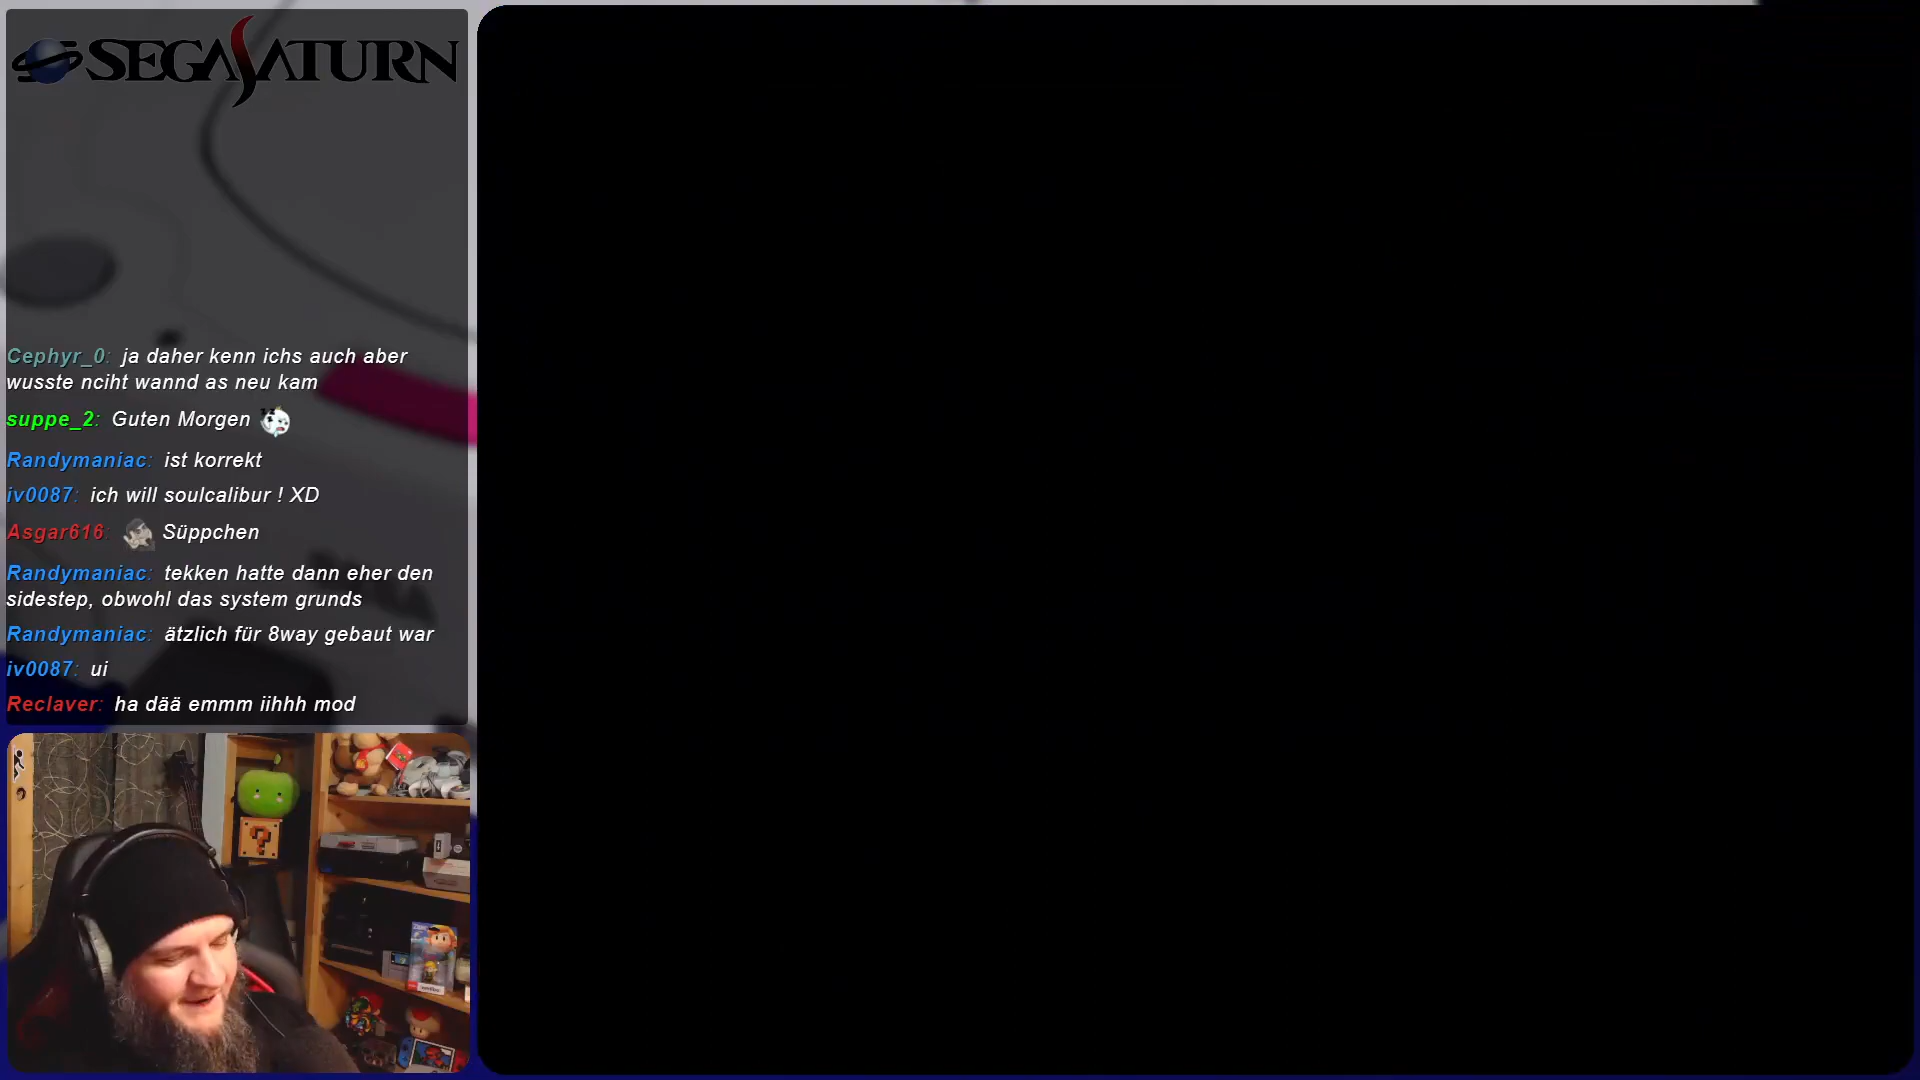 SEGA SATURN
Cephyr_0: ja daher kenn ichs auch aber
wusste nciht wannd as neu kam
suppe_2: Guten Morgen
Randymaniac: ist korrekt
iv0087: ich will soulcalibur ! XD
Asgar616: Süppchen
Randymaniac: tekken hatte dann eher den
sidestep, obwohl das system grunds
Randymaniac: ätzlich für 8way gebaut war
iv0087: ui
Reclaver: ha dää emmm iihhh mod